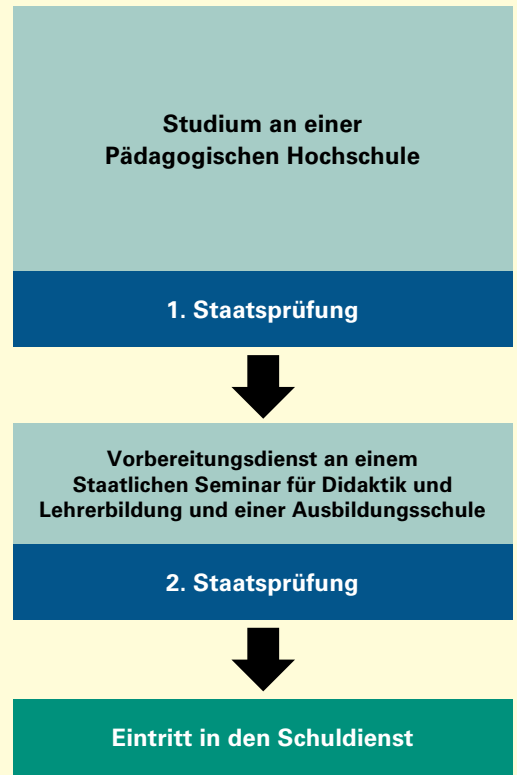 Studium an einer
Pädagogischen Hochschule
1. Staatsprüfung
Vorbereitungsdienst an einem
Staatlichen Seminar für Didaktik und
Lehrerbildung und einer Ausbildungsschule
2. Staatsprüfung
Eintritt in den Schuldienst